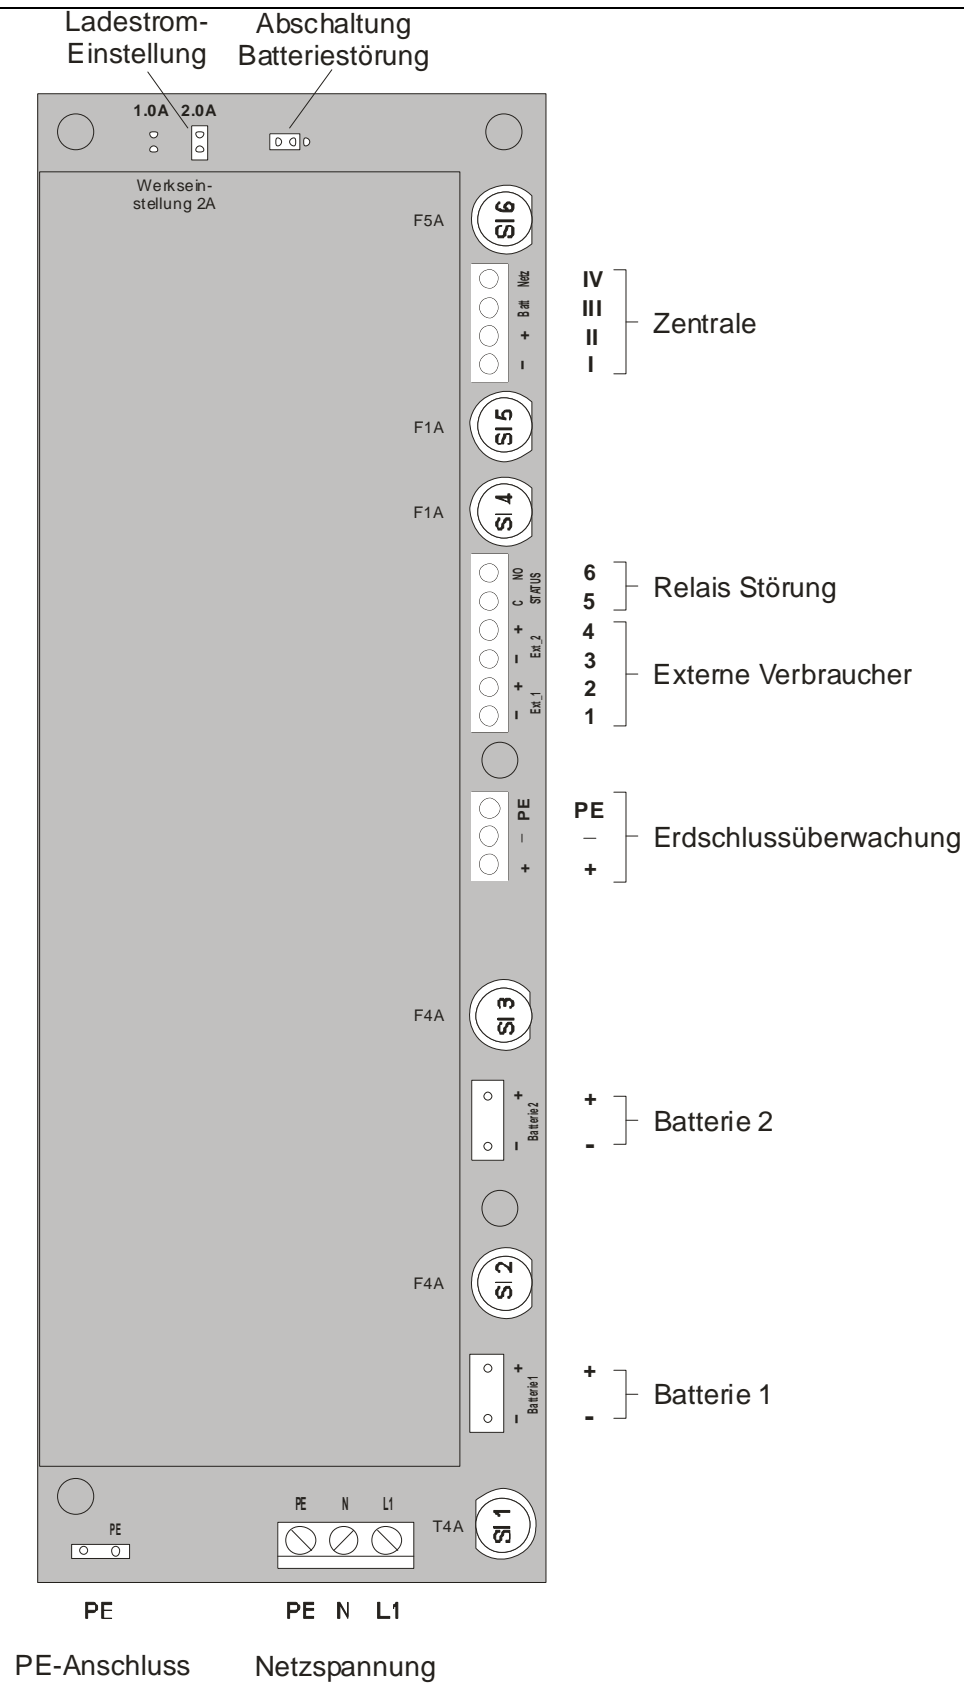 Ladestrom-
Einstellung
Abschaltung
Batteriestörung
1.0A 2.0A
Werksein-
stellung 2A
F5A
SI 6
Netz
Batt
+
-
IV
III
II
I
Zentrale
F1A
SI 5
F1A
SI 4
NO
C
STATUS
+
-
Ext_2
+
-
Ext_1
6
5
Relais Störung
4
3
2
1
Externe Verbraucher
PE
–
+
PE
–
+
Erdschlussüberwachung
F4A
SI 3
+
-
Batterie 2
+
-
Batterie 2
F4A
SI 2
+
-
Batterie 1
+
-
Batterie 1
PE
PE N L1
T4A
SI 1
PE
PE N L1
PE-Anschluss
Netzspannung